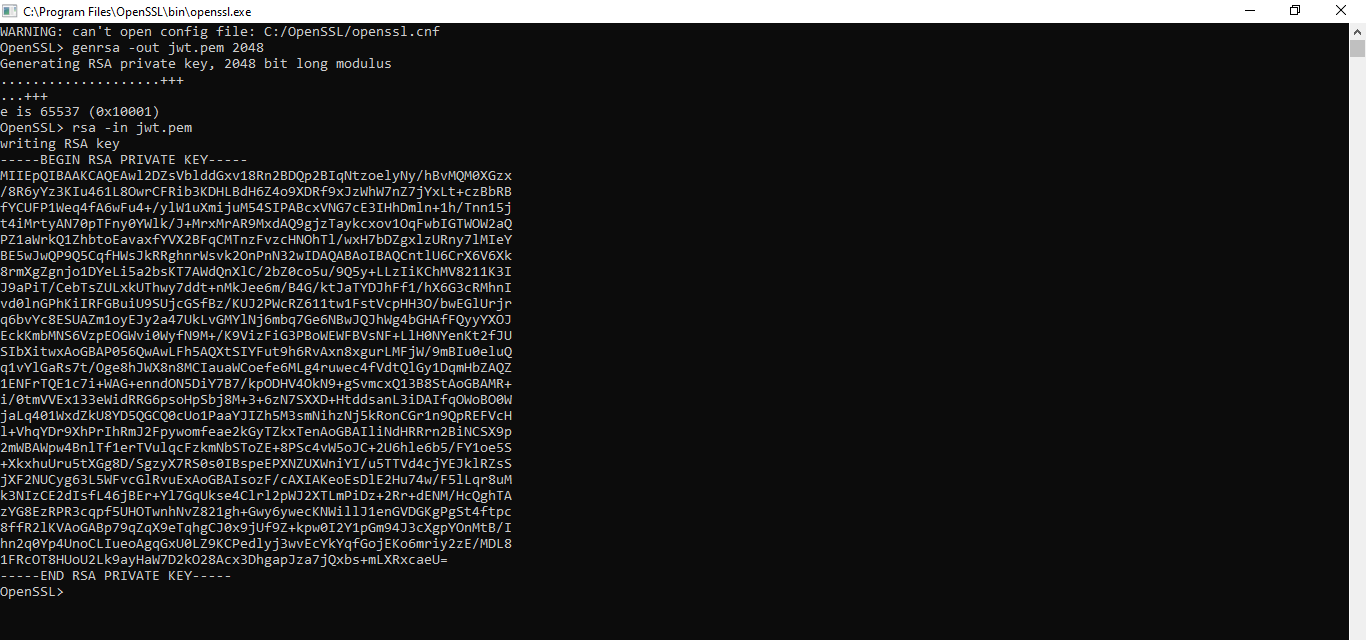 C:\Program Files\OpenSSL\bin\openssl.exe
WARNING: can't open config file: C:/OpenSSL/openssl.cnf
OpenSSL> genrsa -out jwt.pem 2048
Generating RSA private key, 2048 bit long modulus
....................+++
...+++
e is 65537 (0x10001)
OpenSSL> rsa -in jwt.pem
writing RSA key
-----BEGIN RSA PRIVATE KEY-----
MIIEpQIBAAKCAQEAwl2DZsVblddGxv18Rn2BDQp2BIqNtzoelyNy/hBvMQM0XGzx
/8R6yYz3KIu461L8OwrCFRib3KDHLBdH6Z4o9XDRf9xJzWhW7nZ7jYxLt+czBbRB
fYCUFP1Weq4fA6wFu4+/ylW1uXmijuM54SIPABcxVNG7cE3IHhDmln+1h/Tnn15j
t4iMrtyAN70pTFny0YWlk/J+MrxMrAR9MxdAQ9gjzTaykcxov1OqFwbIGTWOW2aQ
PZ1aWrkQ1ZhbtoEavaxfYVX2BFqCMTnzFvzcHNOhTl/wxH7bDZgxlzURny7lMIeY
BE5wJwQP9Q5CqfHWsJkRRghnrWsvk2OnPnN32wIDAQABAoIBAQCntlU6CrX6V6Xk
8rmXgZgnjo1DYeLi5a2bsKT7AWdQnXlC/2bZ0co5u/9Q5y+LLzIiKChMV8211K3I
J9aPiT/CebTsZULxkUThwy7ddt+nMkJee6m/B4G/ktJaTYDJhFf1/hX6G3cRMhnI
vd0lnGPhKiIRFGBuiU9SUjcGSfBz/KUJ2PWcRZ611tw1FstVcpHH3O/bwEGlUrjr
q6bvYc8ESUAZm1oyEJy2a47UkLvGMYlNj6mbq7Ge6NBwJQJhWg4bGHAfFQyyYXOJ
EckKmbMNS6VzpEOGWvi0WyfN9M+/K9VizFiG3PBoWEWFBVsNF+LlH0NYenKt2fJU
SIbXitwxAoGBAP056QwAwLFh5AQXtSIYFut9h6RvAxn8xgurLMFjW/9mBIu0eluQ
q1vYlGaRs7t/Oge8hJWX8n8MCIauaWCoefe6MLg4ruwec4fVdtQlGy1DqmHbZAQZ
1ENFrTQE1c7i+WAG+enndON5DiY7B7/kpODHV4OkN9+gSvmcxQ13B8StAoGBAMR+
i/0tmVVEx133eWidRRG6psoHpSbj8M+3+6zN7SXXD+HtddsanL3iDAIfqOWoBO0W
jaLq401WxdZkU8YD5QGCQ0cUo1PaaYJIZh5M3smNihzNj5kRonCGr1n9QpREFVcH
l+VhqYDr9XhPrIhRmJ2Fpywomfeae2kGyTZkxTenAoGBAIliNdHRRrn2BiNCSX9p
2mWBAWpw4BnlTf1erTVulqcFzkmNbSToZE+8PSc4vW5oJC+2U6hle6b5/FY1oe5S
+XkxhuUru5tXGg8D/SgzyX7RS0s0IBspeEPXNZUXWniYI/u5TTVd4cjYEJklRZsS
jXF2NUCyg63L5WFvcGlRvuExAoGBAIsozF/cAXIAKeoEsDlE2Hu74w/F5lLqr8uM
k3NIzCE2dIsfL46jBEr+Yl7GqUkse4Clrl2pWJ2XTLmPiDz+2Rr+dENM/HcQghTA
zYG8EzRPR3cqpf5UHOTwnhNvZ821gh+Gwy6ywecKNWillJ1enGVDGKgPgSt4ftpc
8ffR2lKVAoGABp79qZqX9eTqhgCJ0x9jUf9Z+kpw0I2Y1pGm94J3cXgpYOnMtB/I
hn2q0Yp4UnoCLIueoAgqGxU0LZ9KCPedlyj3wvEcYkYqfGojEKo6mriy2zE/MDL8
1FRcOT8HUoU2Lk9ayHaW7D2kO28Acx3DhgapJza7jQxbs+mLXRxcaeU=
-----END RSA PRIVATE KEY-----
OpenSSL>